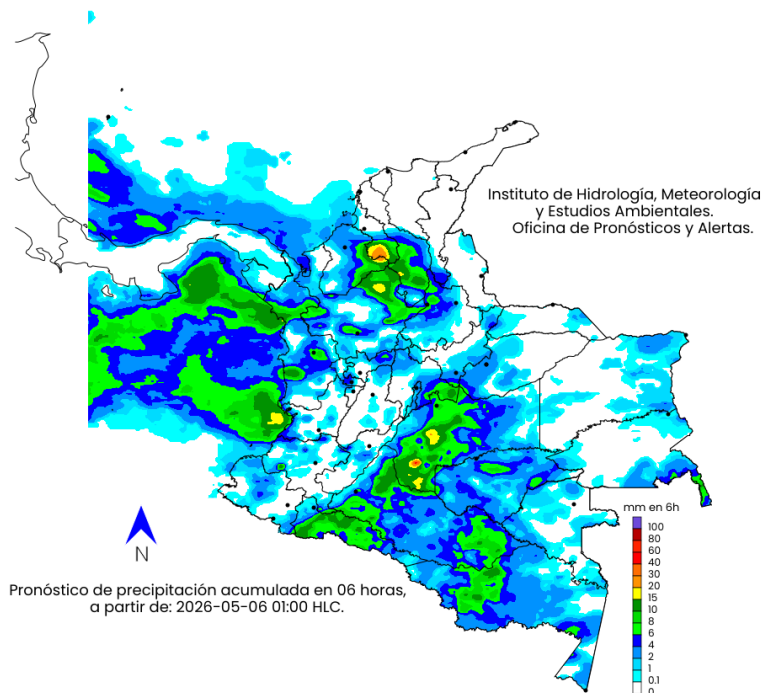 Instituto de Hidrología, Meteorología
y Estudios Ambientales.
Oficina de Pronósticos y Alertas.
N
Pronóstico de precipitación acumulada en 06 horas,
a partir de: 2026-05-06 01:00 HLC.
mm en 6h
100
80
60
40
30
20
15
10
8
6
4
2
1
0.1
0